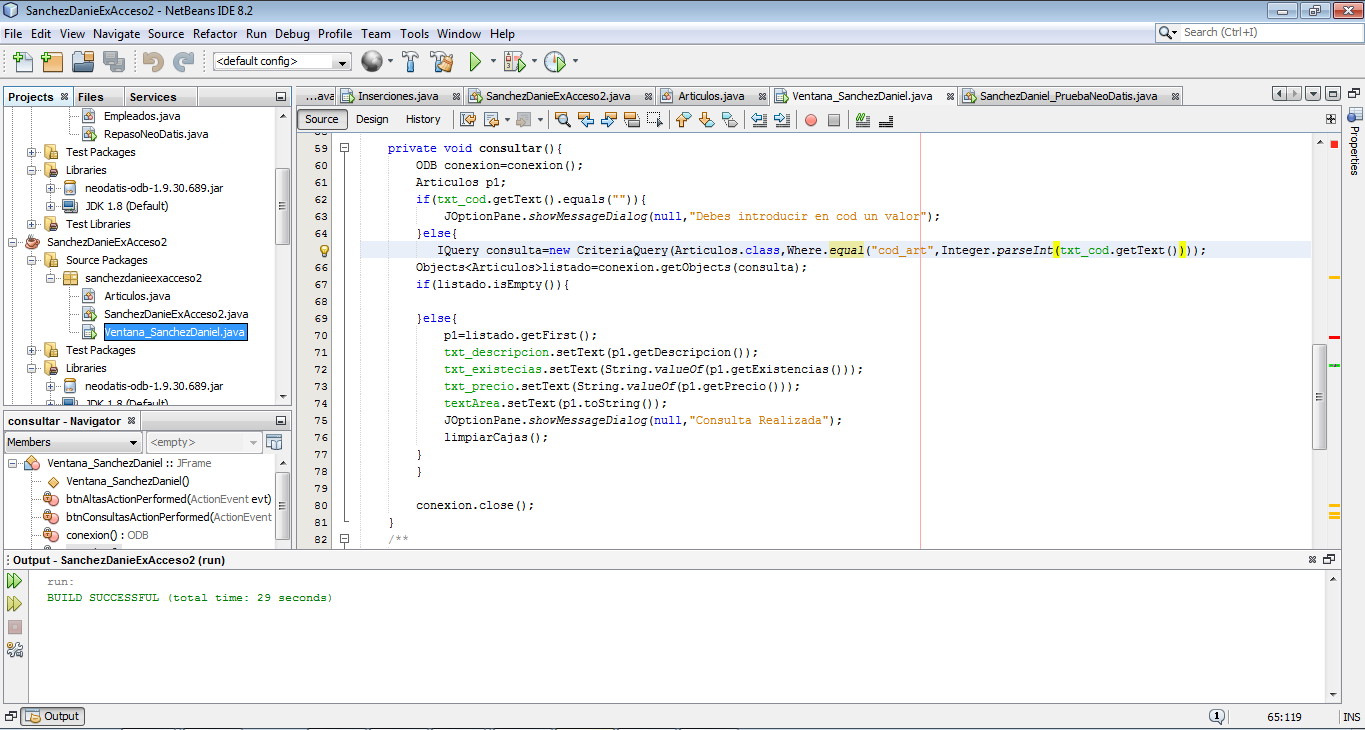 SanchezDanieExAcceso2 - NetBeans IDE 8.2
File Edit View Navigate Source Refactor Run Debug Profile Team Tools Window Help
Search (Ctrl+I)
<default config>
Projects Files Services
Empleados.java
RepasoNeoDatis.java
Test Packages
Libraries
neodatis-odb-1.9.30.689.jar
JDK 1.8 (Default)
Test Libraries
SanchezDanieExAcceso2
Source Packages
sanchezdanieexacceso2
Articulos.java
SanchezDanieExAcceso2.java
Ventana_SanchezDaniel.java
Test Packages
Libraries
neodatis-odb-1.9.30.689.jar
JDK 1.8 (Default)
consultar - Navigator
Members <empty>
Ventana_SanchezDaniel :: JFrame
Ventana_SanchezDaniel()
btnAltasActionPerformed(ActionEvent evt)
btnConsultasActionPerformed(ActionEvent
conexion() : ODB
...ava Inserciones.java SanchezDanieExAcceso2.java Articulos.java Ventana_SanchezDaniel.java SanchezDaniel_PruebaNeoDatis.java
Source Design History
59 private void consultar(){
60 ODB conexion=conexion();
61 Articulos p1;
62 if(txt_cod.getText().equals("")){
63 JOptionPane.showMessageDialog(null,"Debes introducir en cod un valor");
64 }else{
IQuery consulta=new CriteriaQuery(Articulos.class,Where.equal("cod_art",Integer.parseInt(txt_cod.getText())));
66 Objects<Articulos>listado=conexion.getObjects(consulta);
67 if(listado.isEmpty()){
68
69 }else{
70 p1=listado.getFirst();
71 txt_descripcion.setText(p1.getDescripcion());
72 txt_existecias.setText(String.valueOf(p1.getExistencias()));
73 txt_precio.setText(String.valueOf(p1.getPrecio()));
74 textArea.setText(p1.toString());
75 JOptionPane.showMessageDialog(null,"Consulta Realizada");
76 limpiarCajas();
77 }
78 }
79
80 conexion.close();
81 }
82 /**
Properties
Output - SanchezDanieExAcceso2 (run)
run:
BUILD SUCCESSFUL (total time: 29 seconds)
Output
1
65:119
INS